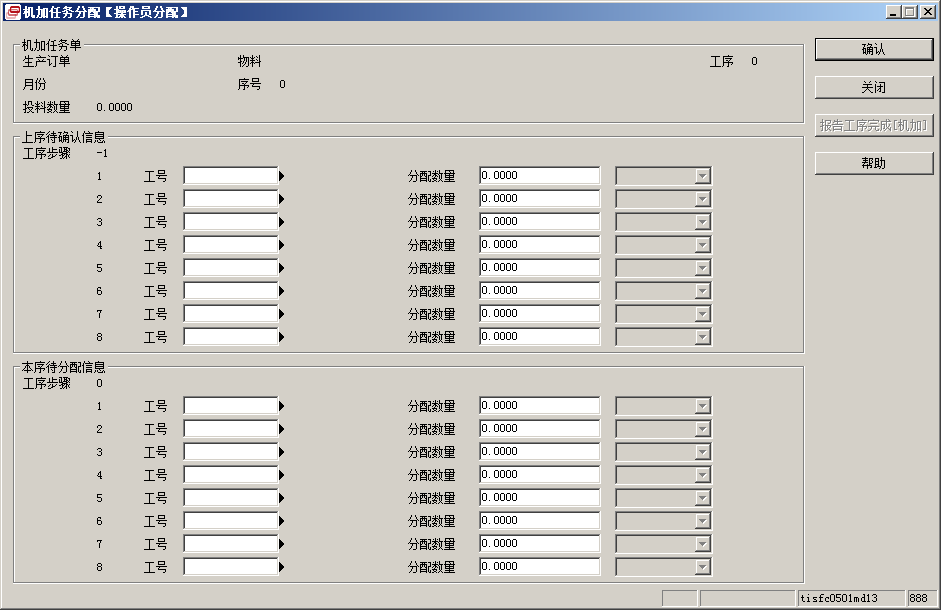 机加任务分配【操作员分配】
机加任务单
生产订单 物料 工序 0
月份 序号 0
投料数量 0.0000
确认
关闭
报告工序完成[机加]
帮助
上序待确认信息
工序步骤 -1
1 工号 分配数量 0.0000
2 工号 分配数量 0.0000
3 工号 分配数量 0.0000
4 工号 分配数量 0.0000
5 工号 分配数量 0.0000
6 工号 分配数量 0.0000
7 工号 分配数量 0.0000
8 工号 分配数量 0.0000
本序待分配信息
工序步骤 0
1 工号 分配数量 0.0000
2 工号 分配数量 0.0000
3 工号 分配数量 0.0000
4 工号 分配数量 0.0000
5 工号 分配数量 0.0000
6 工号 分配数量 0.0000
7 工号 分配数量 0.0000
8 工号 分配数量 0.0000
tisfc0501md13 888